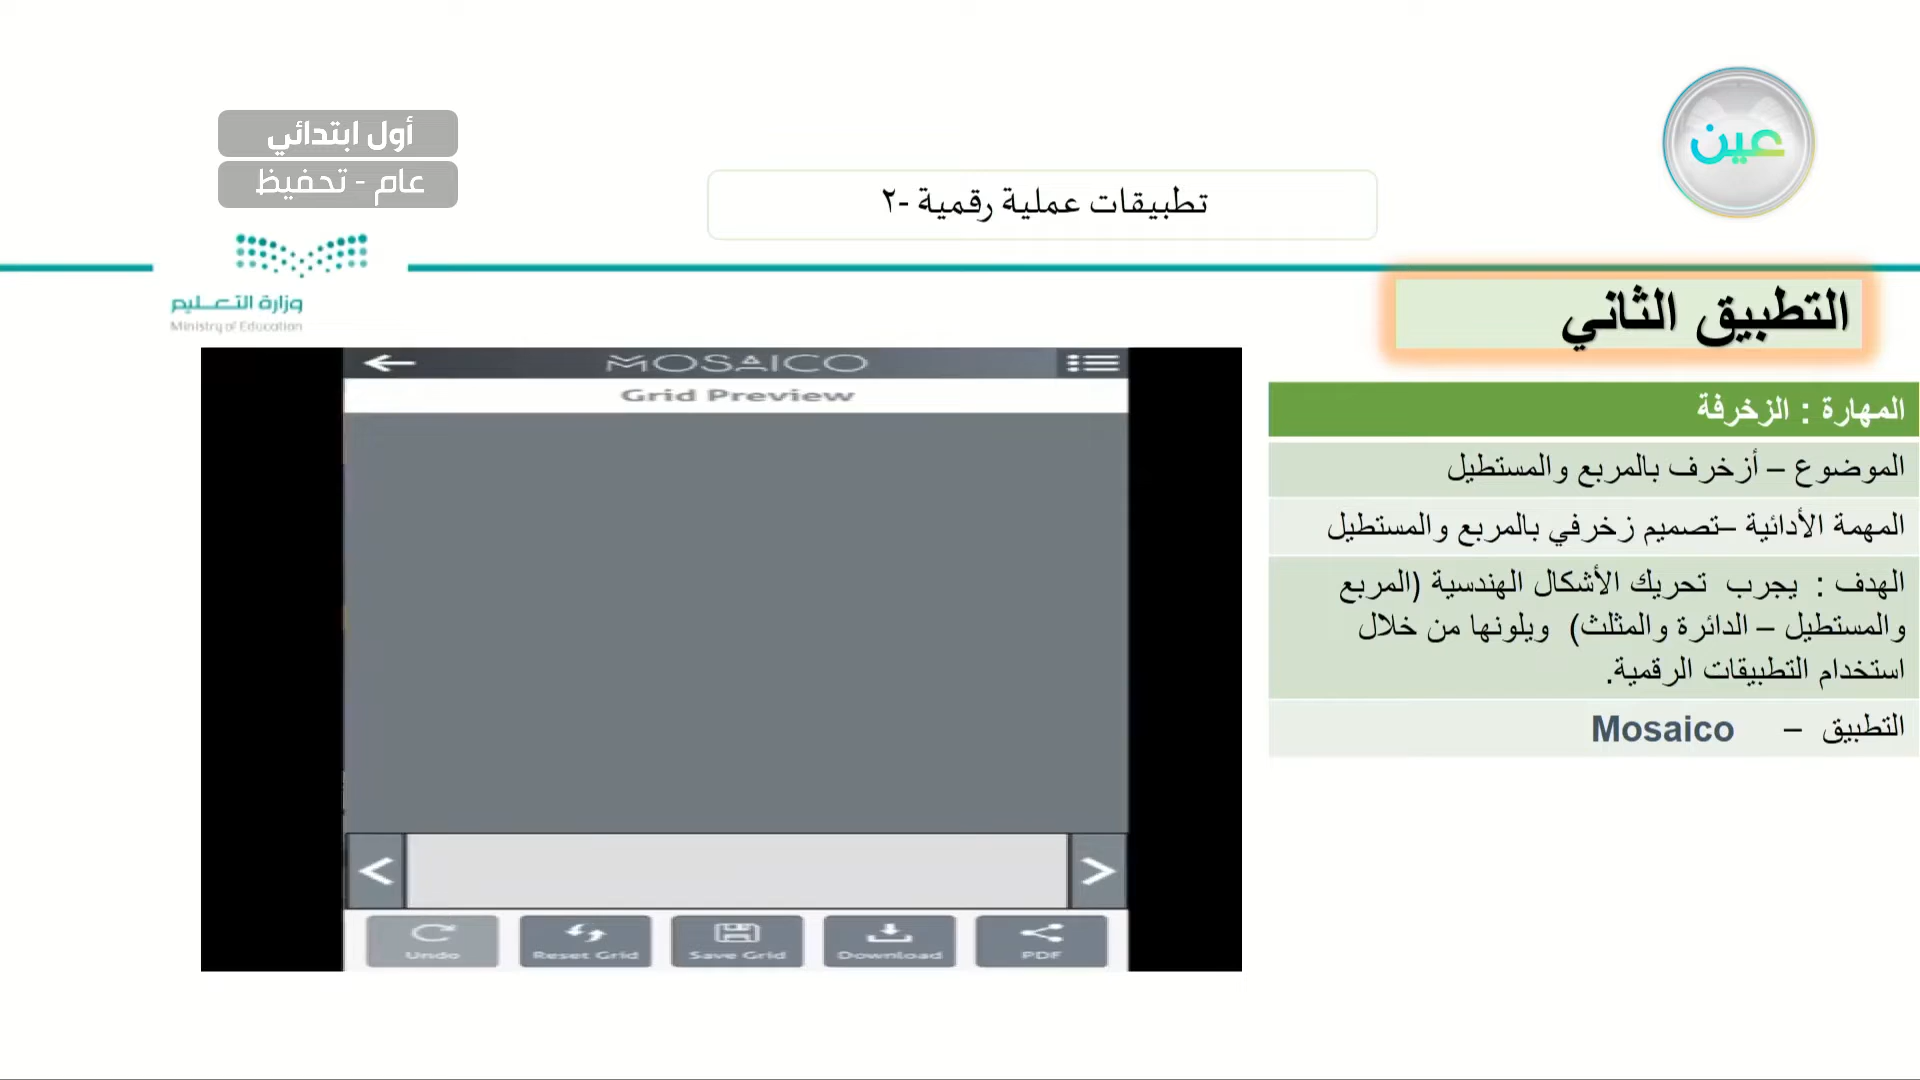 عين
أول ابتدائي
عام - تحفيظ
تطبيقات عملية رقمية -٢
وزارة التعليم
Ministry of Education
التطبيق الثاني
المهارة : الزخرفة
الموضوع – أزخرف بالمربع والمستطيل
المهمة الأدائية –تصميم زخرفي بالمربع والمستطيل
الهدف : يجرب تحريك الأشكال الهندسية (المربع
والمستطيل – الدائرة والمثلث) ويلونها من خلال
استخدام التطبيقات الرقمية.
التطبيق – Mosaico
MOSAICO
Grid Preview
Undo
Reset Grid
Save Grid
Download
PDF